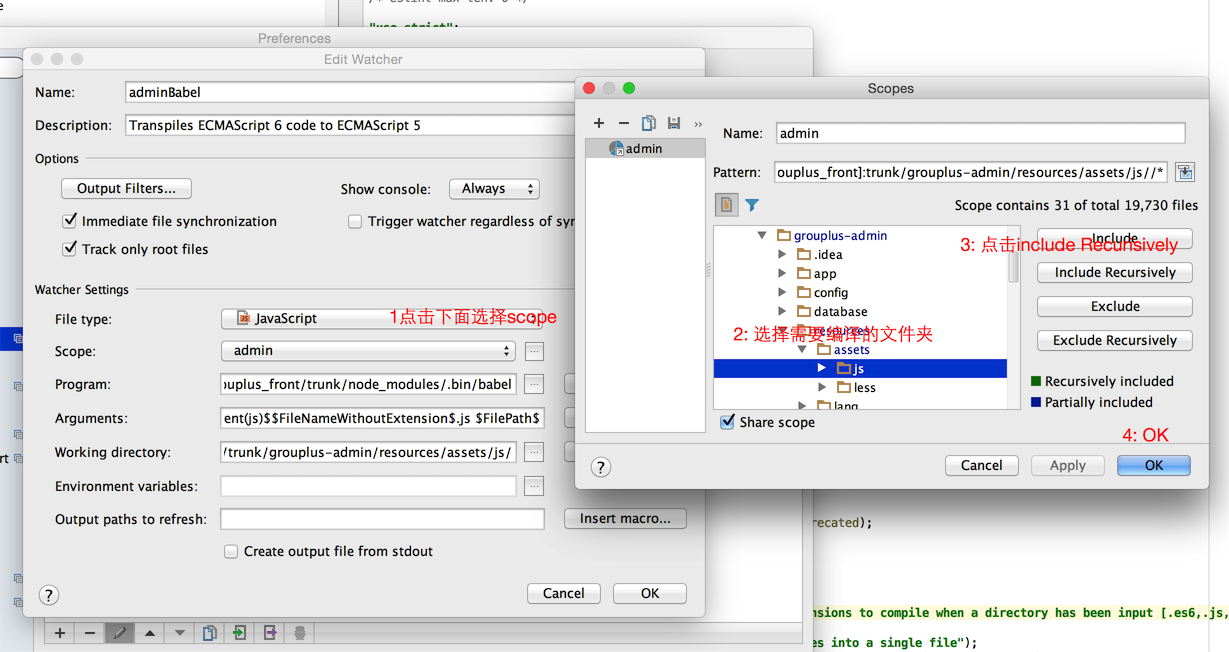 "use strict";
Preferences
Edit Watcher
Name:
adminBabel
Description:
Transpiles ECMAScript 6 code to ECMAScript 5
Options
Output Filters...
Show console:
Always
Immediate file synchronization
Trigger watcher regardless of syn
Track only root files
Watcher Settings
File type:
JavaScript
1点击下面选择scope
Scope:
admin
Program:
ouplus_front/trunk/node_modules/.bin/babel
Arguments:
ent(js)$$FileNameWithoutExtension$.js $FilePath$
Working directory:
/trunk/grouplus-admin/resources/assets/js/
Environment variables:
Output paths to refresh:
Insert macro...
Create output file from stdout
?
Cancel
OK
Scopes
admin
Name:
admin
Pattern:
ouplus_front]:trunk/grouplus-admin/resources/assets/js//*
Scope contains 31 of total 19,730 files
grouplus-admin
.idea
app
config
database
resources
2: 选择需要编译的文件夹
assets
js
less
lang
Include
3: 点击include Recursively
Include Recursively
Exclude
Exclude Recursively
Recursively included
Partially included
Share scope
4: OK
?
Cancel
Apply
OK
recated);
nsions to compile when a directory has been input [.es6,.js,
es into a single file");